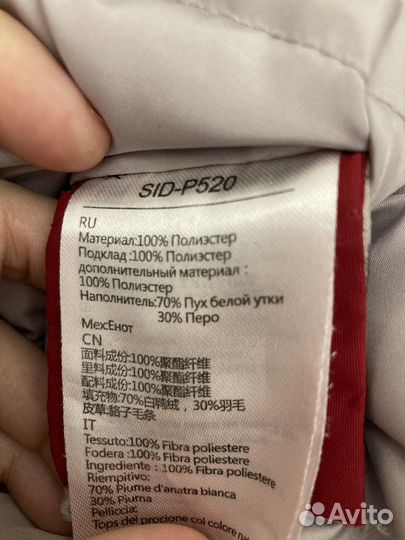 SID-P520
RU
Материал:100% Полиэстер
Подклад :100% Полиэстер
дополнительный материал :
100% Полиэстер
Наполнитель:70% Пух белой утки
30% Перо
МехЕнот
CN
面料成份:100%聚酯纤维
里料成份:100%聚酯纤维
配料成份:100%聚酯纤维
填充物:70%白鸭绒，30%羽毛
皮草:貉子毛条
IT
Tessuto:100% Fibra poliestere
Fodera :100% Fibra poliestere
Ingrediente :100% Fibra poliestere
Riempitivo:
70% Piuma d'anatra bianca
30% Piuma
Pelliccia:
Tops del procione col colore
Avito